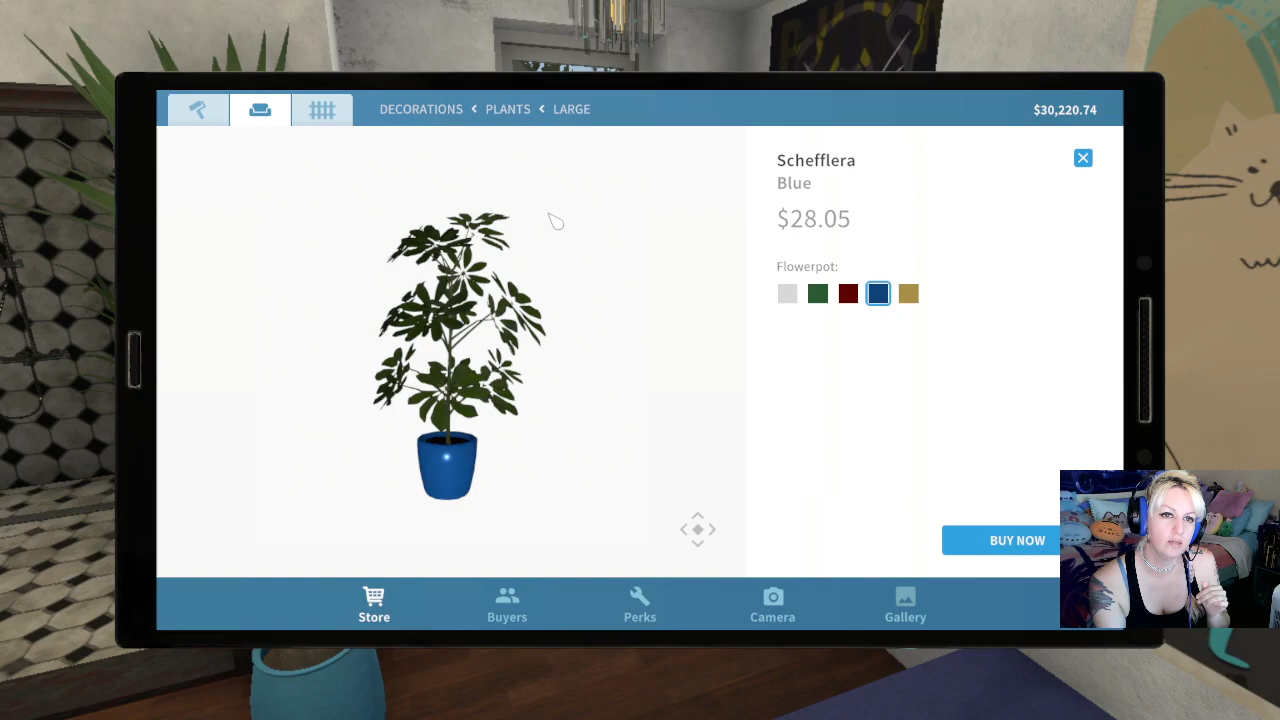 DECORATIONS < PLANTS < LARGE
$30,220.74
Schefflera
Blue
$28.05
Flowerpot:
BUY NOW
Store
Buyers
Perks
Camera
Gallery